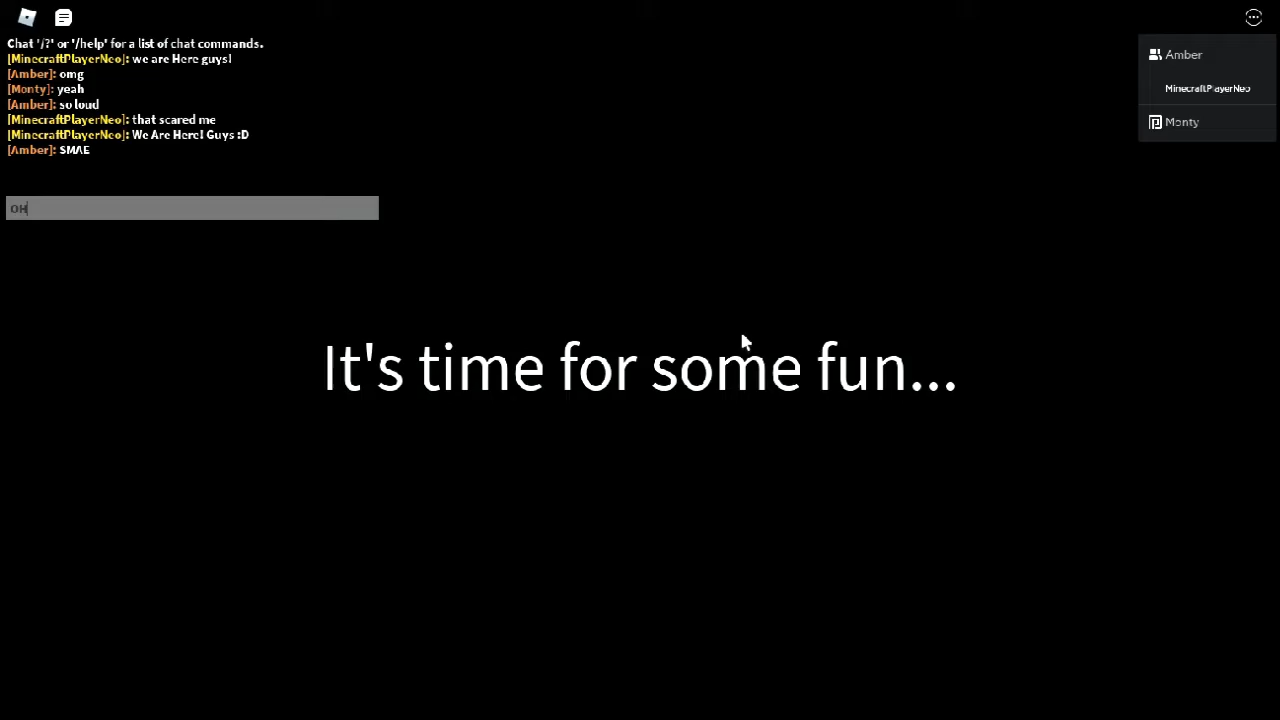 Chat '/?' or '/help' for a list of chat commands.
[MinecraftPlayerNeo]: we are Here guys!
[Amber]: omg
[Monty]: yeah
[Amber]: so loud
[MinecraftPlayerNeo]: that scared me
[MinecraftPlayerNeo]: We Are Here! Guys :D
[Amber]: SMAE
OH
Amber
MinecraftPlayerNeo
Monty
It's time for some fun...